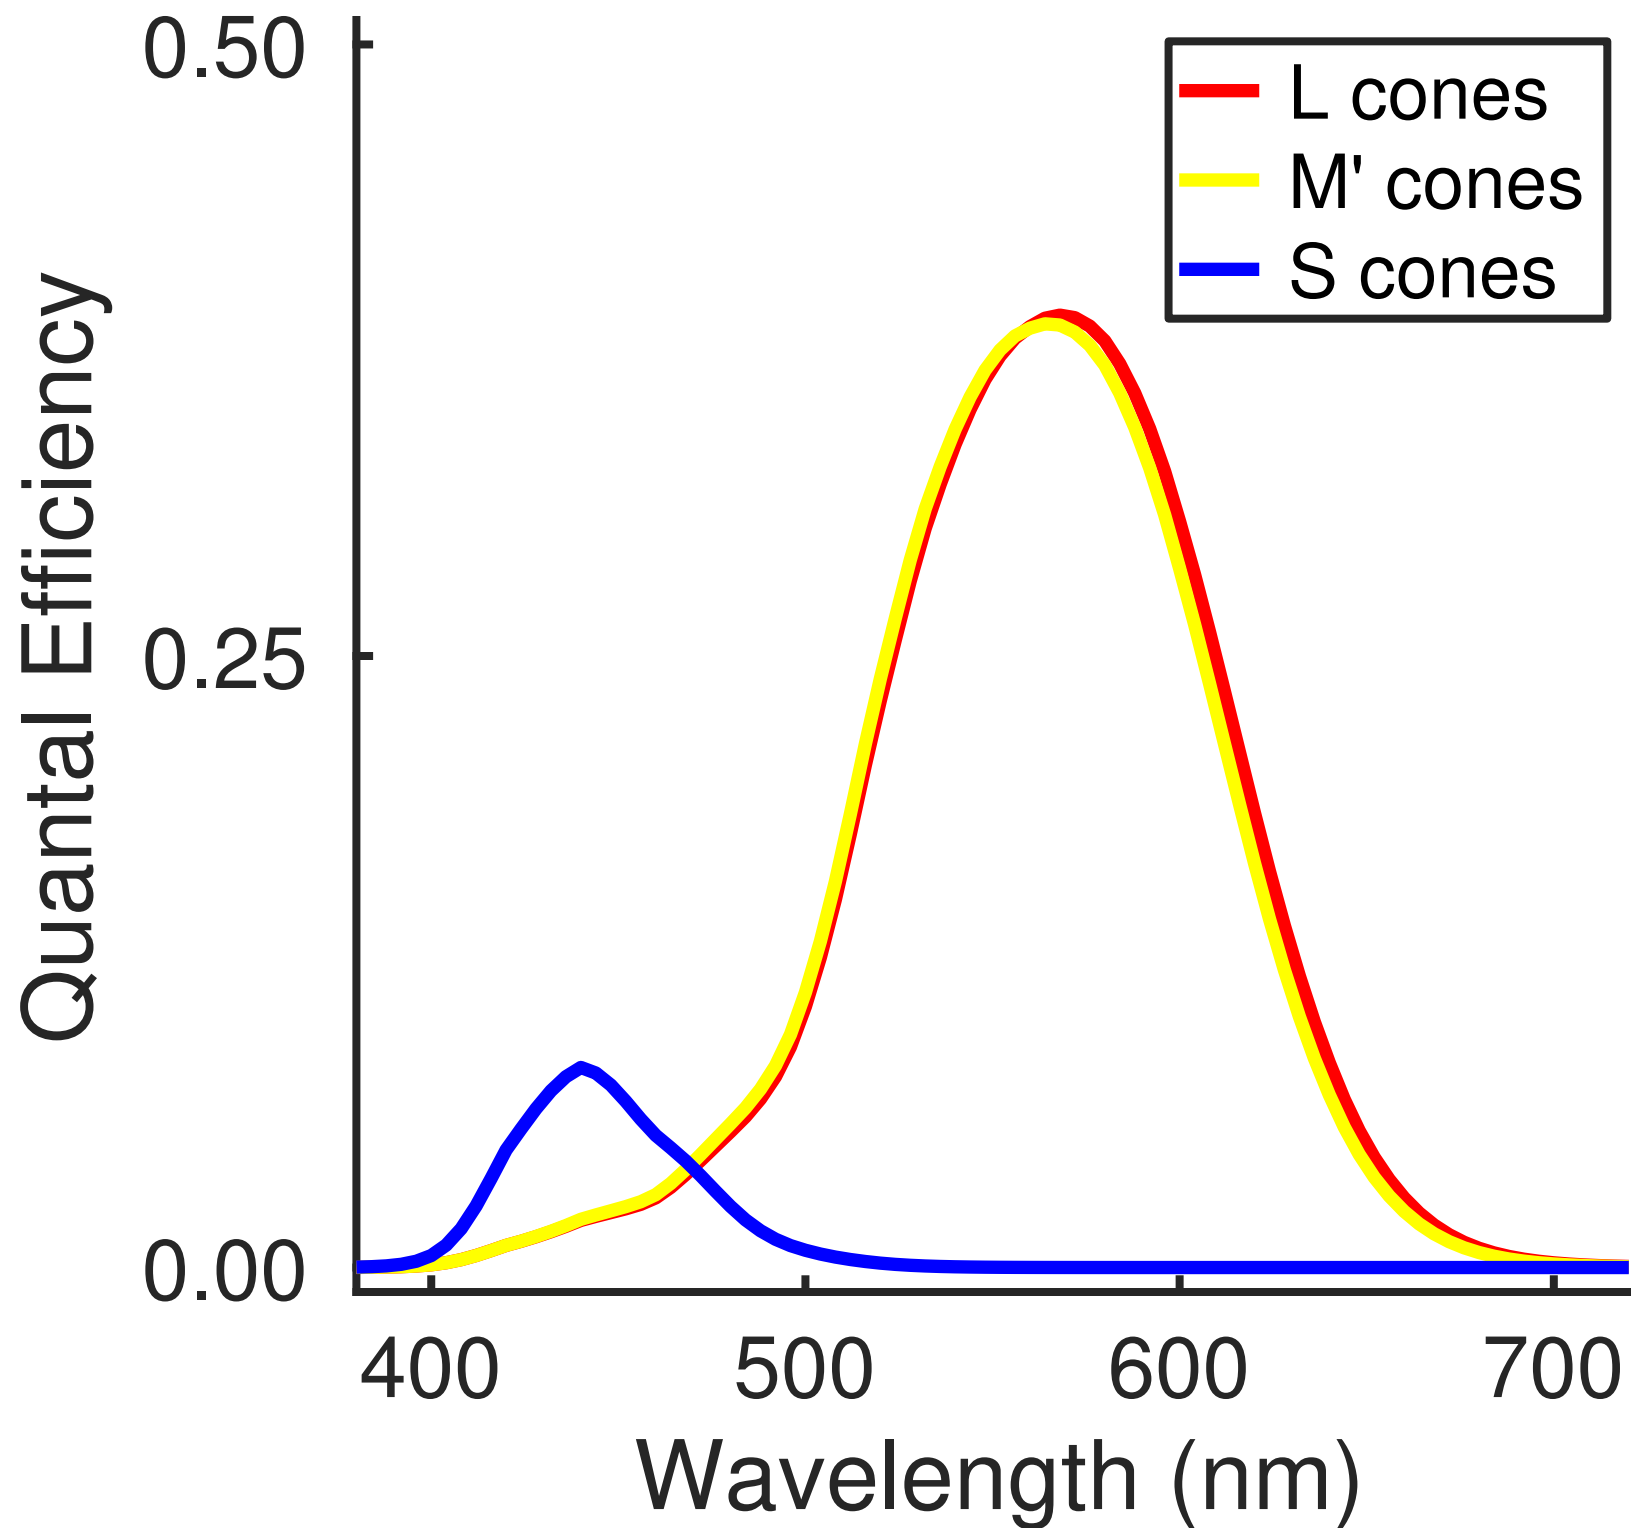 0.50
0.25
0.00
Quantal Efficiency
L cones
M' cones
S cones
400 500 600 700
Wavelength (nm)